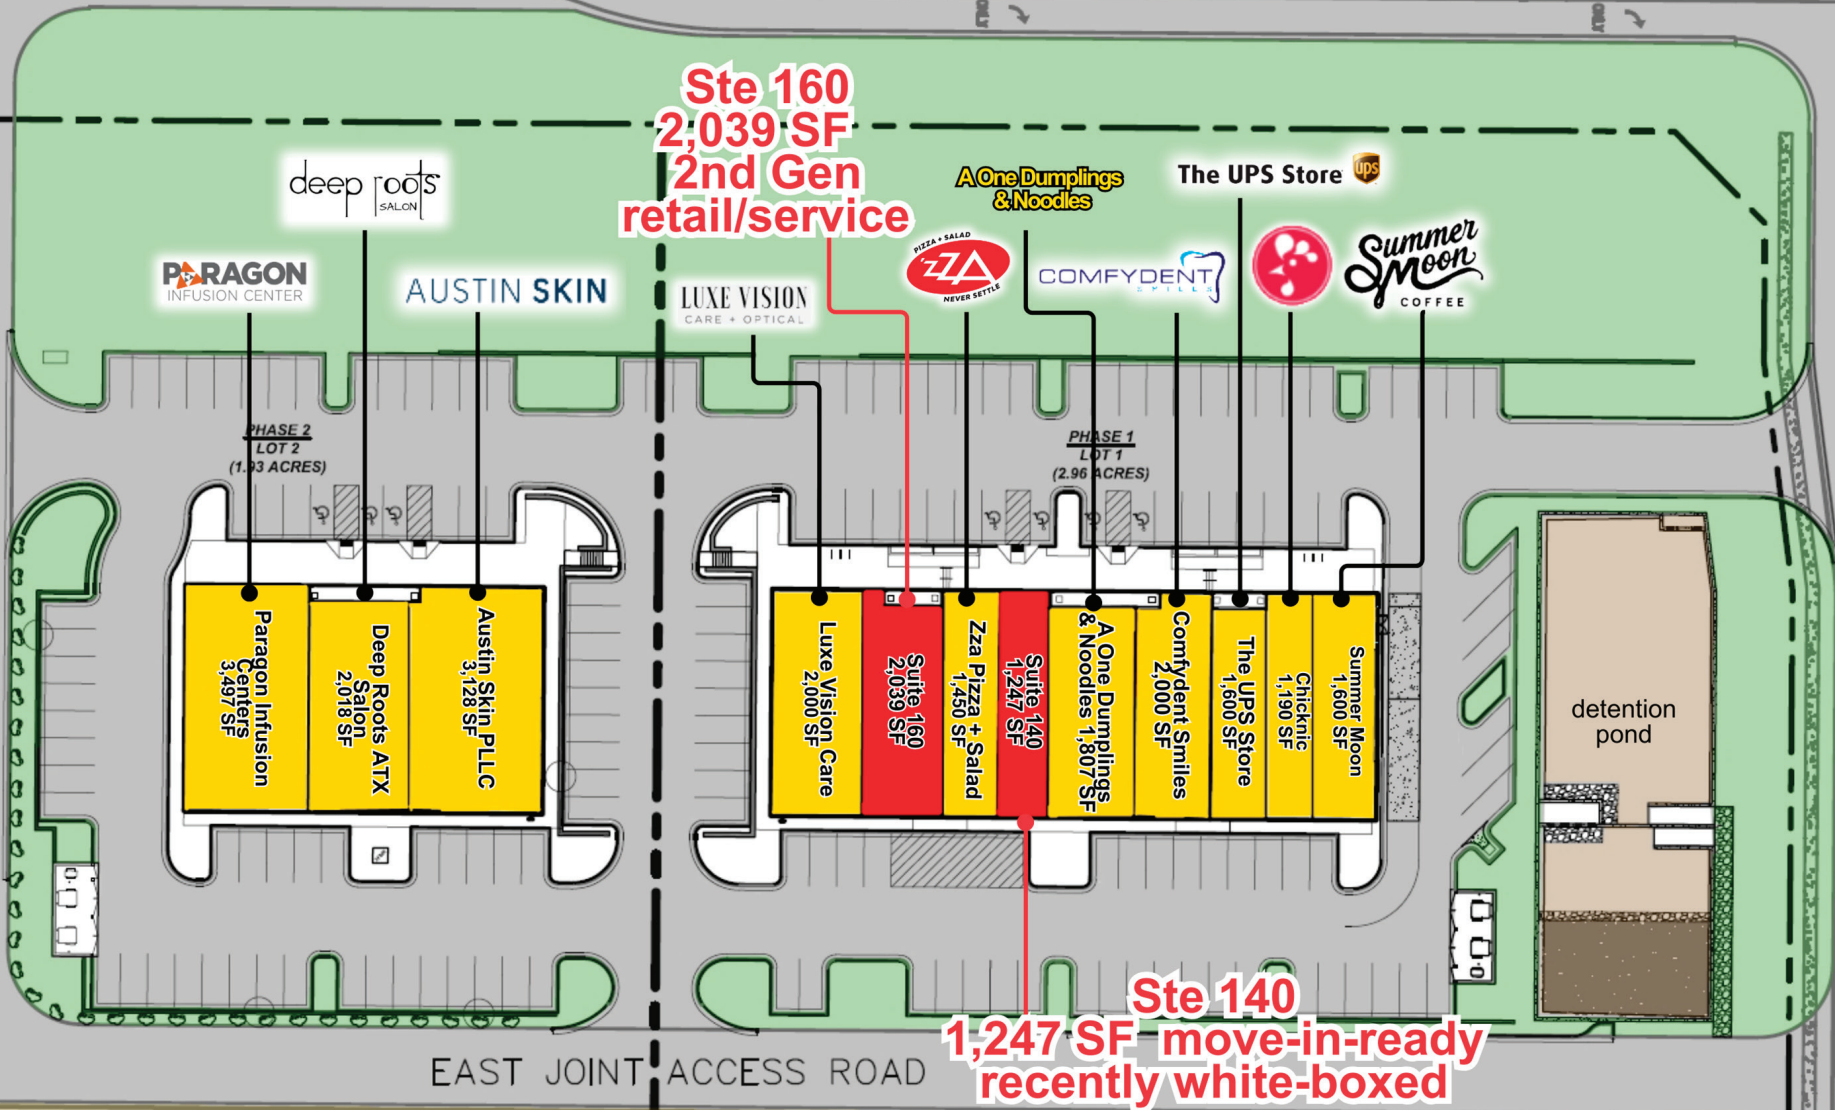 ONLY
ONLY
Ste 160
2,039 SF
2nd Gen
retail/service
deep roots
SALON
PARAGON
INFUSION CENTER
AUSTIN SKIN
LUXE VISION
CARE + OPTICAL
PIZZA + SALAD
ZZA
NEVER SETTLE
A One Dumplings
& Noodles
COMFYDENT
SMILES
The UPS Store
ups
Summer
Moon
COFFEE
PHASE 2
LOT 2
(1.93 ACRES)
PHASE 1
LOT 1
(2.96 ACRES)
Paragon Infusion
Centers
3,497 SF
Deep Roots ATX
Salon
2,018 SF
Austin Skin PLLC
3,128 SF
Luxe Vision Care
2,000 SF
Suite 160
2,039 SF
Zza Pizza + Salad
1,450 SF
Suite 140
1,247 SF
A One Dumplings
& Noodles 1,807 SF
Comfydent Smiles
2,000 SF
The UPS Store
1,600 SF
Chicknic
1,190 SF
Summer Moon
1,600 SF
detention
pond
Ste 140
1,247 SF move-in-ready
recently white-boxed
EAST JOINT ACCESS ROAD